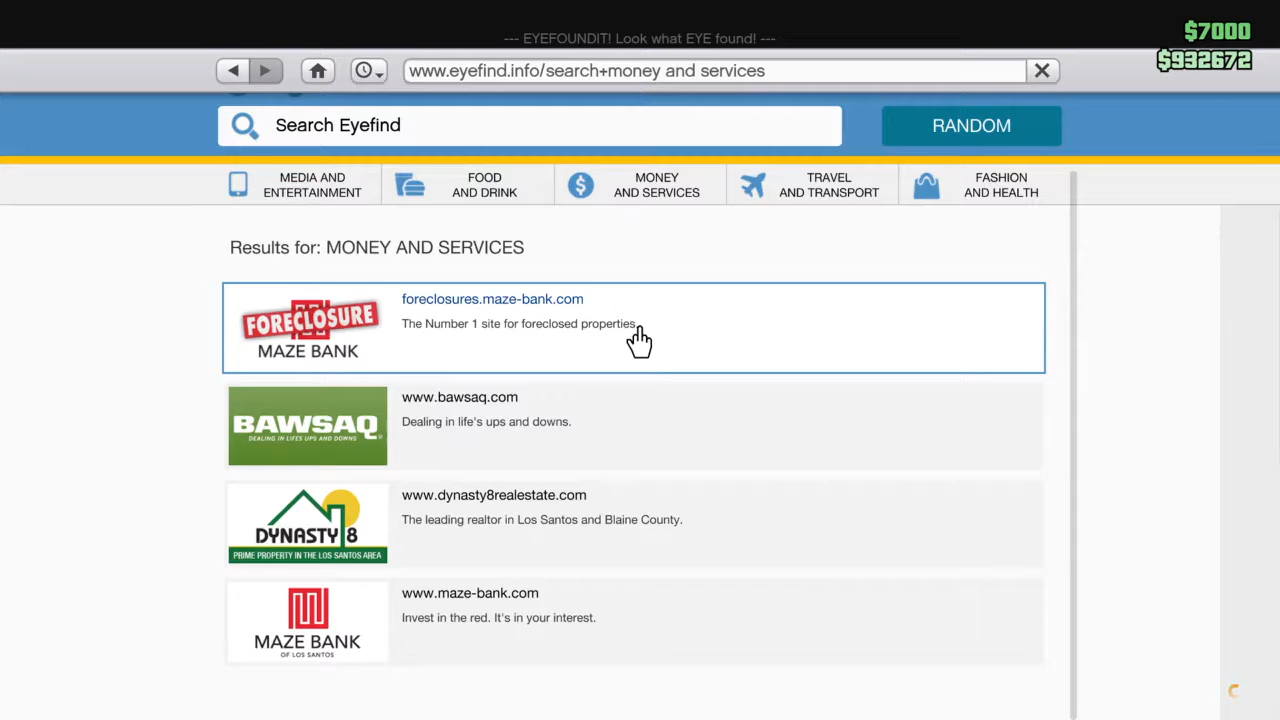 --- EYEFOUNDIT! Look what EYE found! ---
$7000
$932672
www.eyefind.info/search+money and services
Search Eyefind
RANDOM
MEDIA AND
ENTERTAINMENT
FOOD
AND DRINK
MONEY
AND SERVICES
TRAVEL
AND TRANSPORT
FASHION
AND HEALTH
Results for: MONEY AND SERVICES
FORECLOSURE
MAZE BANK
foreclosures.maze-bank.com
The Number 1 site for foreclosed properties.
BAWSAQ
DEALING IN LIFE'S UPS AND DOWNS
www.bawsaq.com
Dealing in life's ups and downs.
DYNASTY 8
PRIME PROPERTY IN THE LOS SANTOS AREA
www.dynasty8realestate.com
The leading realtor in Los Santos and Blaine County.
MAZE BANK
OF LOS SANTOS
www.maze-bank.com
Invest in the red. It's in your interest.